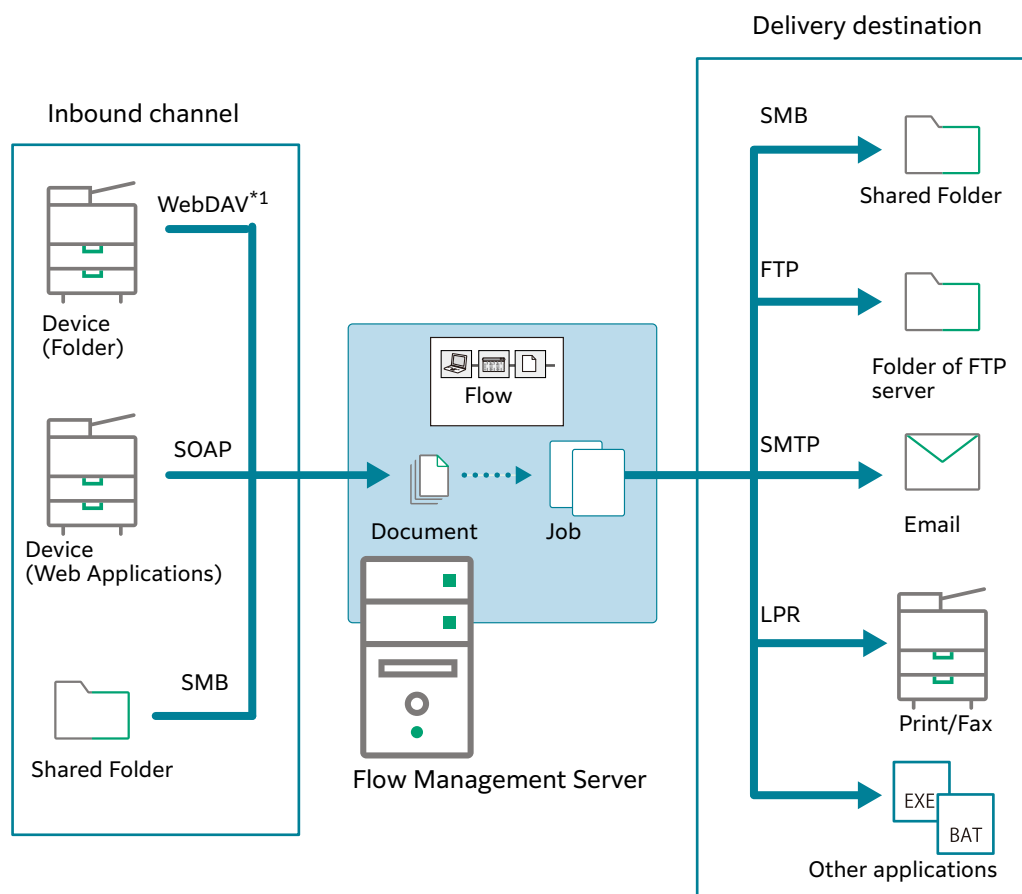 Delivery destination
Inbound channel
WebDAV*1
Device
(Folder)
SOAP
Device
(Web Applications)
SMB
Shared Folder
Flow
Document
Job
Flow Management Server
SMB
Shared Folder
FTP
Folder of FTP
server
SMTP
Email
LPR
Print/Fax
EXE
BAT
Other applications